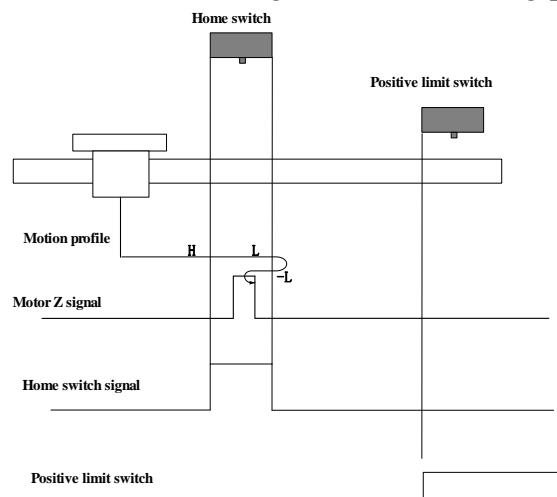 Home switch
Positive limit switch
Motion profile
H
L
-L
Motor Z signal
Home switch signal
Positive limit switch